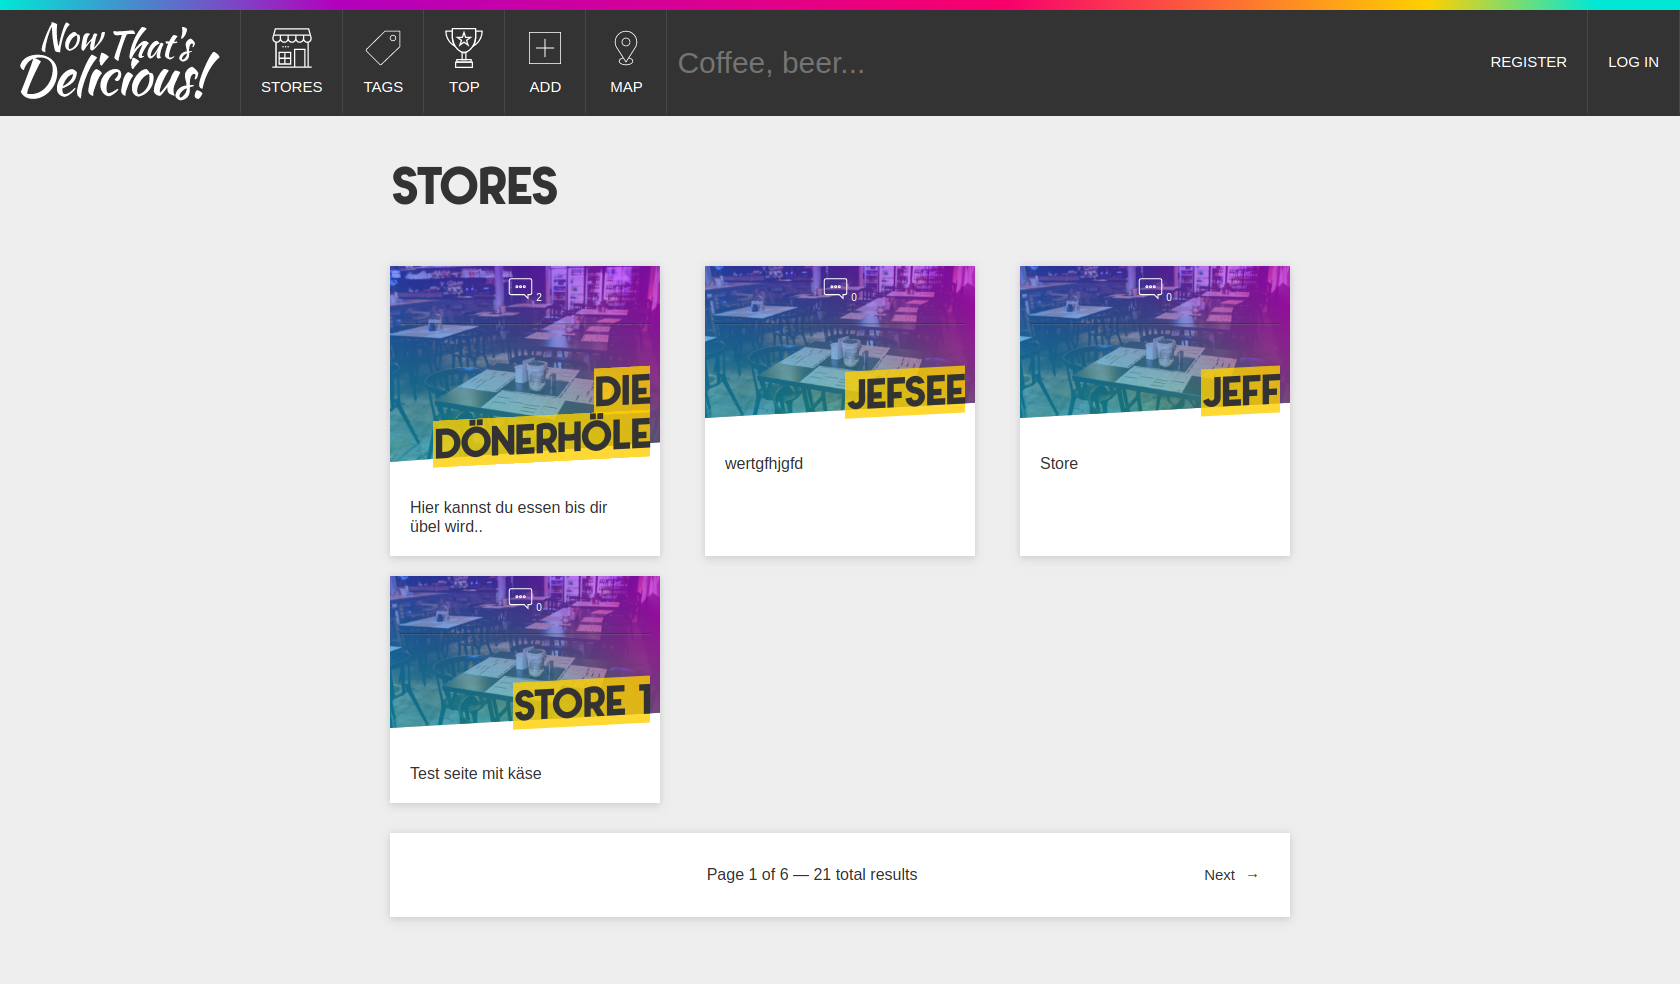 Now That's
Delicious!
STORES
TAGS
TOP
ADD
MAP
Coffee, beer...
REGISTER
LOG IN
STORES
2
DIE
DÖNERHÖLE
Hier kannst du essen bis dir
übel wird..
0
JEFSEE
wertgfhjgfd
0
JEFF
Store
0
STORE 1
Test seite mit käse
Page 1 of 6 — 21 total results
Next →